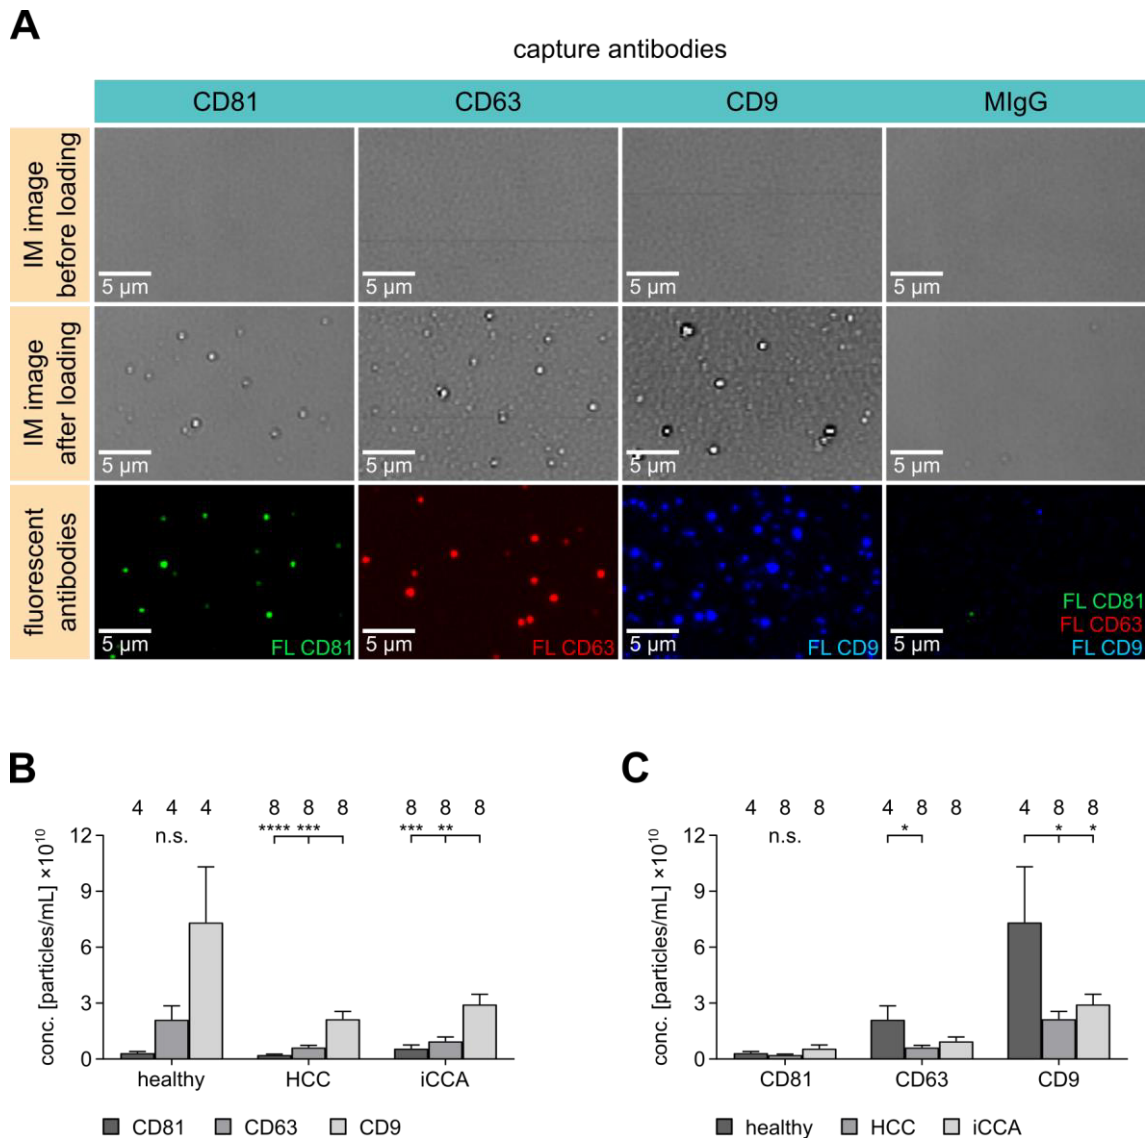 A
capture antibodies
CD81 CD63 CD9 MIgG
IM image
before loading
5 µm 5 µm 5 µm 5 µm
IM image
after loading
5 µm 5 µm 5 µm 5 µm
fluorescent
antibodies
5 µm FL CD81
5 µm FL CD63
5 µm FL CD9
5 µm
FL CD81
FL CD63
FL CD9
B
4 4 4 8 8 8 8 8 8
n.s. **** *** *** **
conc. [particles/mL] ×10¹⁰
12
9
6
3
0
healthy HCC iCCA
CD81 CD63 CD9
C
4 8 8 4 8 8 4 8 8
n.s. * * *
conc. [particles/mL] ×10¹⁰
12
9
6
3
0
CD81 CD63 CD9
healthy HCC iCCA